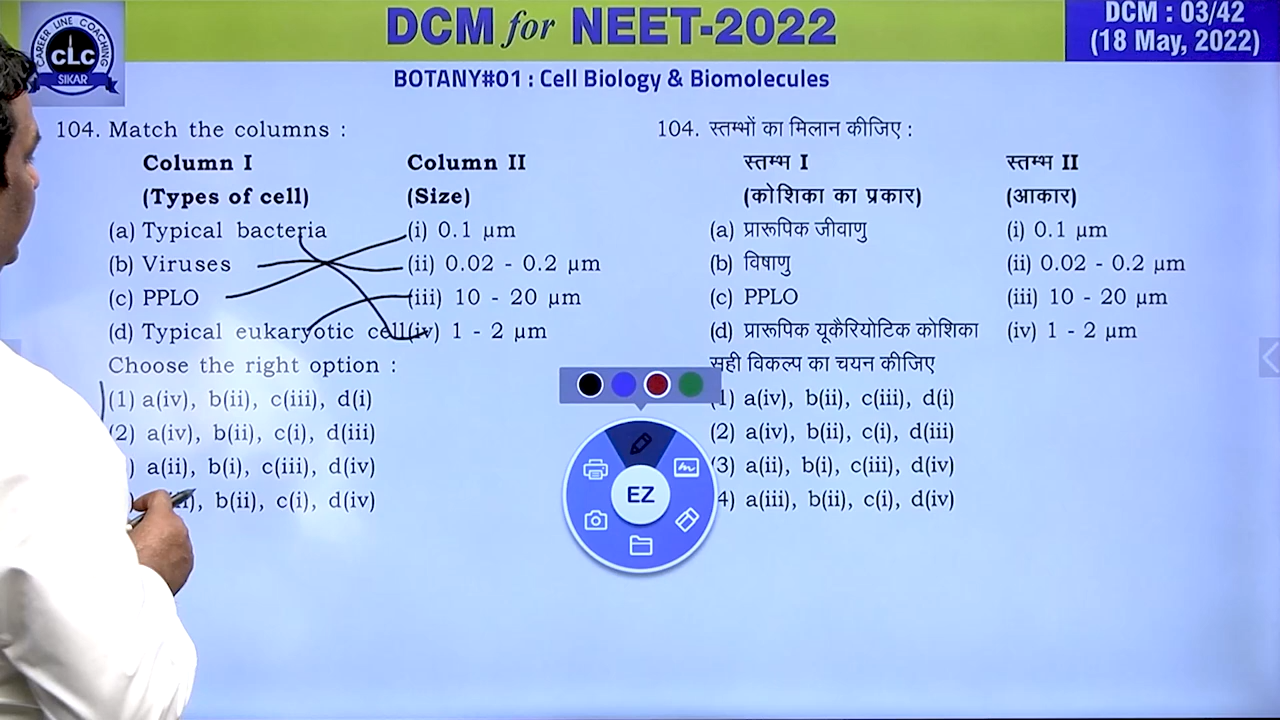 CAREER LINE COACHING
CLC
SIKAR
DCM for NEET-2022
DCM : 03/42
(18 May, 2022)
BOTANY#01 : Cell Biology & Biomolecules
104. Match the columns :
Column I Column II
(Types of cell) (Size)
(a) Typical bacteria (i) 0.1 µm
(b) Viruses (ii) 0.02 - 0.2 µm
(c) PPLO (iii) 10 - 20 µm
(d) Typical eukaryotic cell (iv) 1 - 2 µm
Choose the right option :
(1) a(iv), b(ii), c(iii), d(i)
(2) a(iv), b(ii), c(i), d(iii)
a(ii), b(i), c(iii), d(iv)
b(ii), c(i), d(iv)
104. स्तम्भों का मिलान कीजिए :
स्तम्भ I स्तम्भ II
(कोशिका का प्रकार) (आकार)
(a) प्रारूपिक जीवाणु (i) 0.1 µm
(b) विषाणु (ii) 0.02 - 0.2 µm
(c) PPLO (iii) 10 - 20 µm
(d) प्रारूपिक यूकैरियोटिक कोशिका (iv) 1 - 2 µm
सही विकल्प का चयन कीजिए
1) a(iv), b(ii), c(iii), d(i)
(2) a(iv), b(ii), c(i), d(iii)
(3) a(ii), b(i), c(iii), d(iv)
4) a(iii), b(ii), c(i), d(iv)
EZ